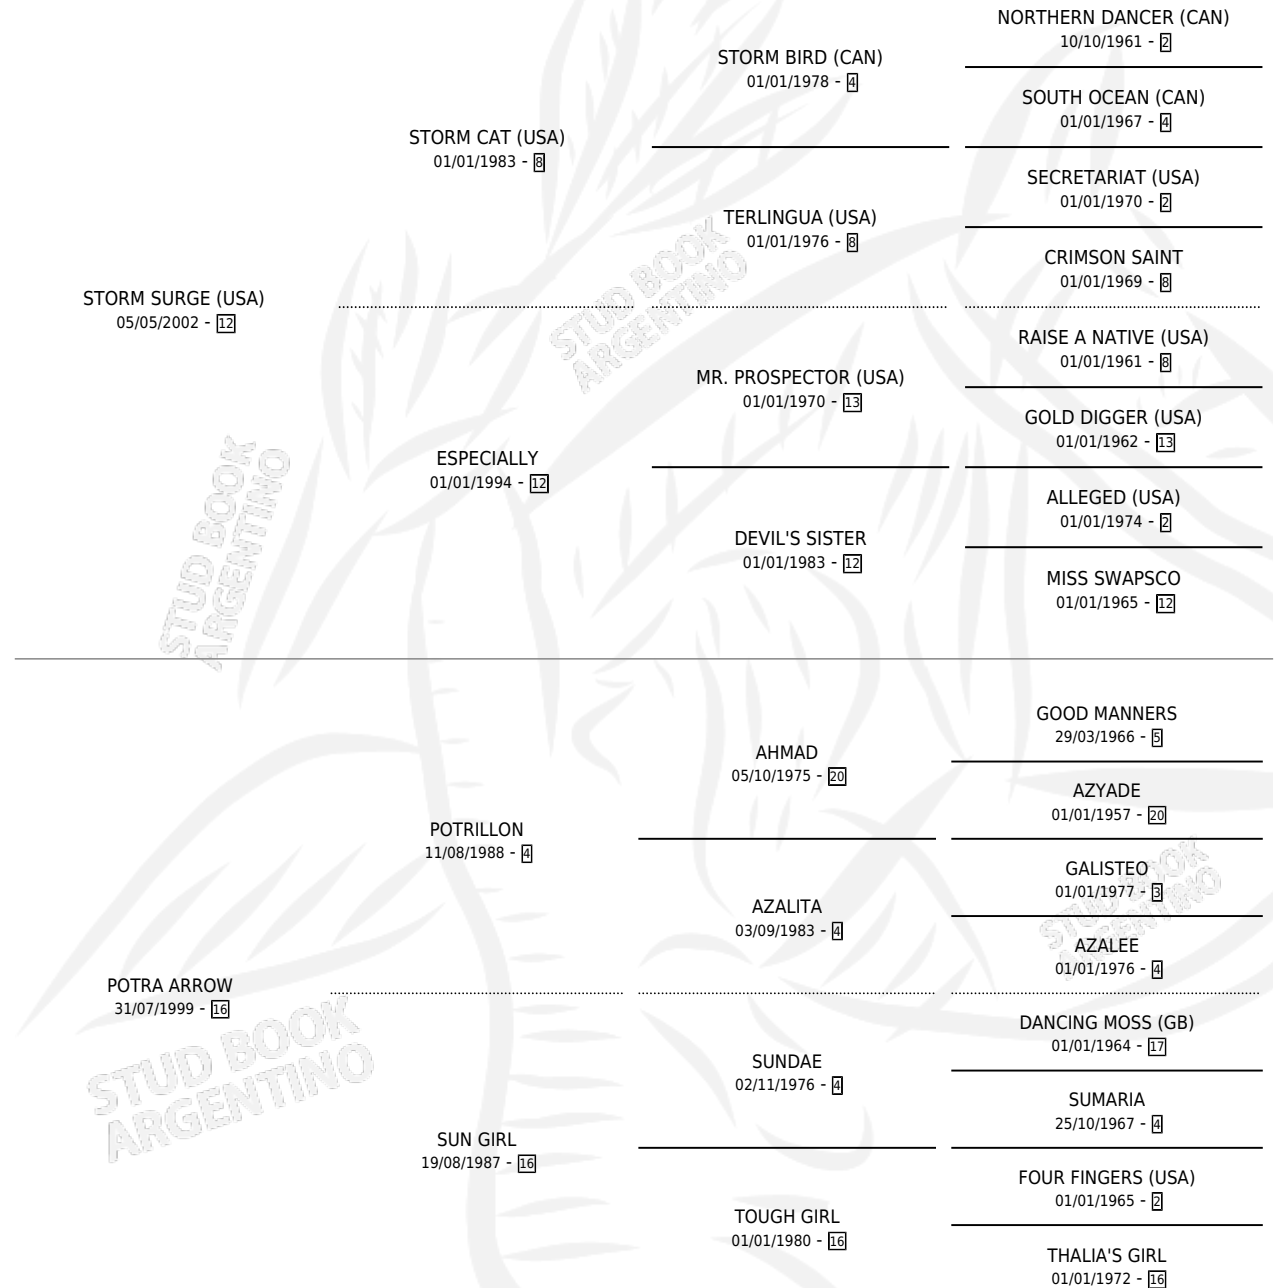 NORTHERN DANCER (CAN)
10/10/1961 - 2
STORM BIRD (CAN)
01/01/1978 - 4
SOUTH OCEAN (CAN)
01/01/1967 - 4
STORM CAT (USA)
01/01/1983 - 8
SECRETARIAT (USA)
01/01/1970 - 2
TERLINGUA (USA)
01/01/1976 - 8
CRIMSON SAINT
01/01/1969 - 8
STORM SURGE (USA)
05/05/2002 - 12
RAISE A NATIVE (USA)
01/01/1961 - 8
MR. PROSPECTOR (USA)
01/01/1970 - 13
GOLD DIGGER (USA)
01/01/1962 - 13
ESPECIALLY
01/01/1994 - 12
ALLEGED (USA)
01/01/1974 - 2
DEVIL'S SISTER
01/01/1983 - 12
MISS SWAPSCO
01/01/1965 - 12
GOOD MANNERS
29/03/1966 - 5
AHMAD
05/10/1975 - 20
AZYADE
01/01/1957 - 20
POTRILLON
11/08/1988 - 4
GALISTEO
01/01/1977 - 3
AZALITA
03/09/1983 - 4
AZALEE
01/01/1976 - 4
POTRA ARROW
31/07/1999 - 16
DANCING MOSS (GB)
01/01/1964 - 17
SUNDAE
02/11/1976 - 4
SUMARIA
25/10/1967 - 4
SUN GIRL
19/08/1987 - 16
FOUR FINGERS (USA)
01/01/1965 - 2
TOUGH GIRL
01/01/1980 - 16
THALIA'S GIRL
01/01/1972 - 16
STUD BOOK
ARGENTINO
STUD BOOK
ARGENTINO
STUD BOOK
ARGENTINO
STUD BOOK
ARGENTINO